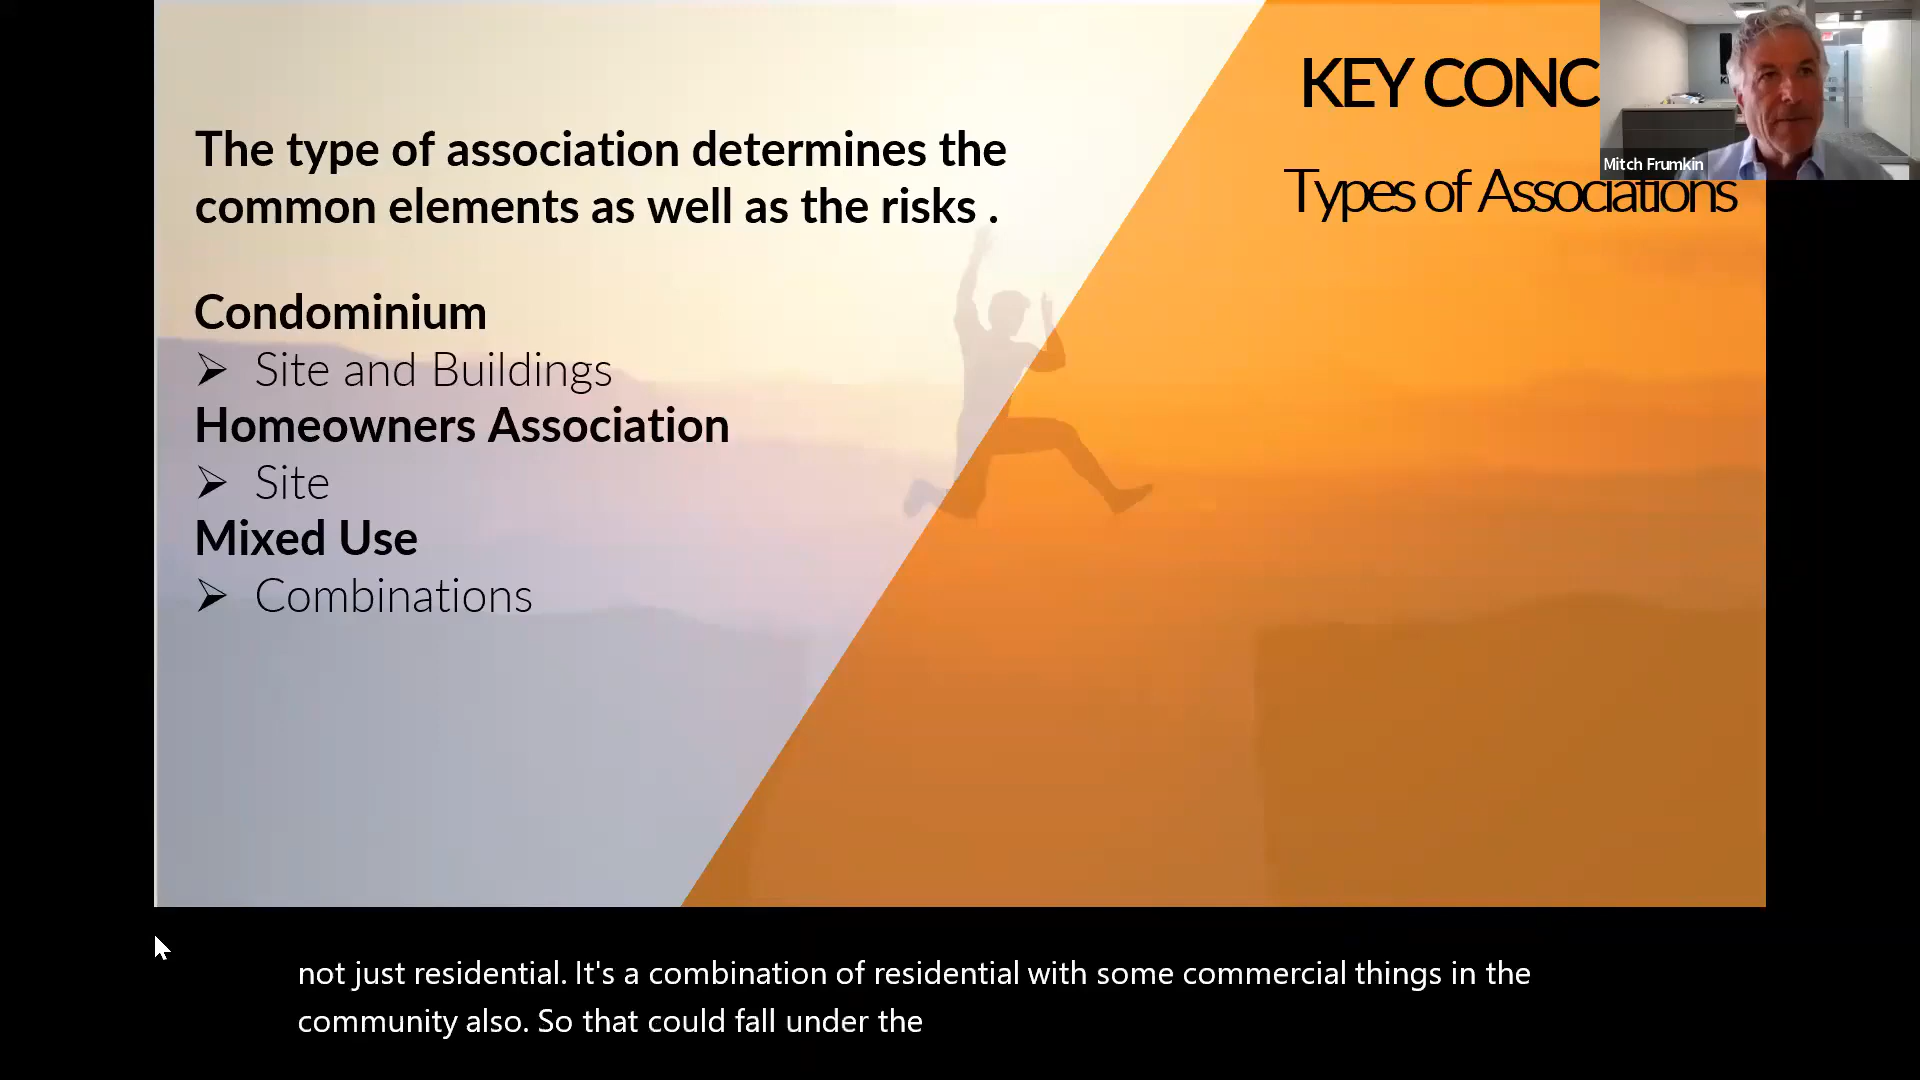 KEY CONC
Types of Associations
Mitch Frumkin
The type of association determines the
common elements as well as the risks .
Condominium
➢ Site and Buildings
Homeowners Association
➢ Site
Mixed Use
➢ Combinations
not just residential. It's a combination of residential with some commercial things in the
community also. So that could fall under the